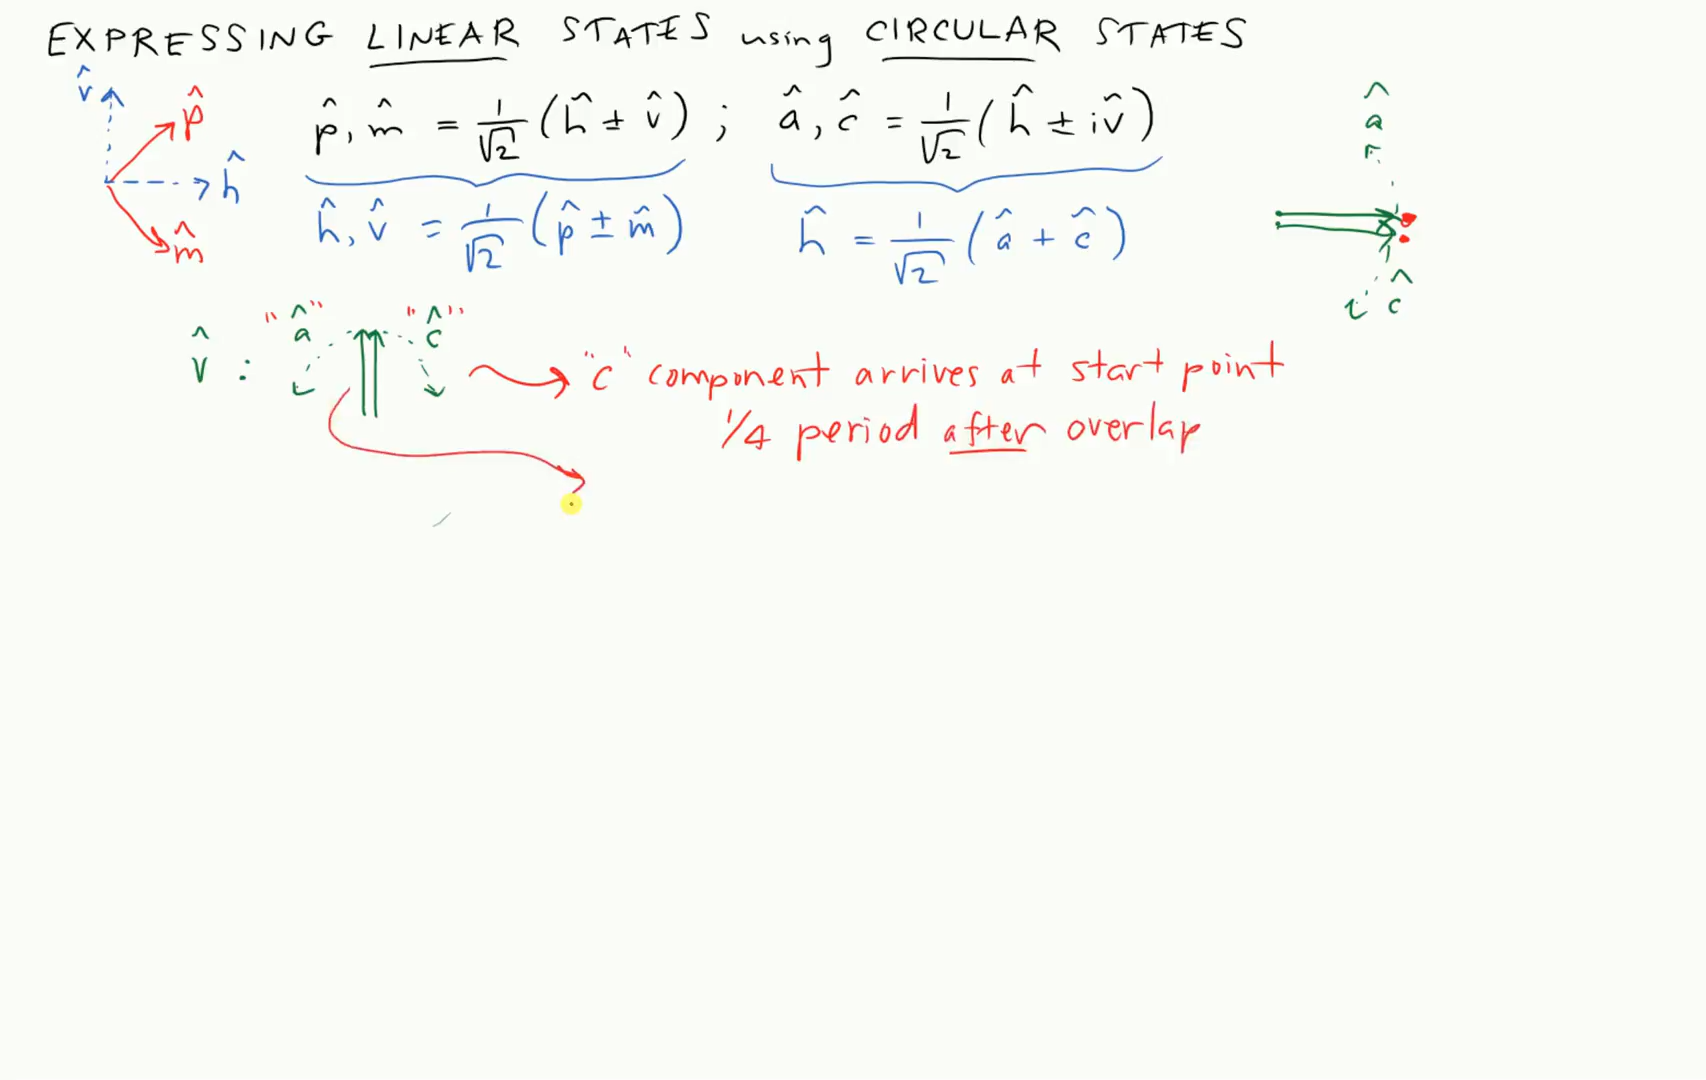 EXPRESSING LINEAR STATES using CIRCULAR STATES
v̂
p̂
ĥ
m̂
p̂, m̂ = 1/√2 (ĥ ± v̂) ; â, ĉ = 1/√2 (ĥ ± iv̂)
ĥ, v̂ = 1/√2 (p̂ ± m̂)
ĥ = 1/√2 (â + ĉ)
â
ĉ
v̂ : "â" "ĉ"
"c" component arrives at start point
1/4 period after overlap